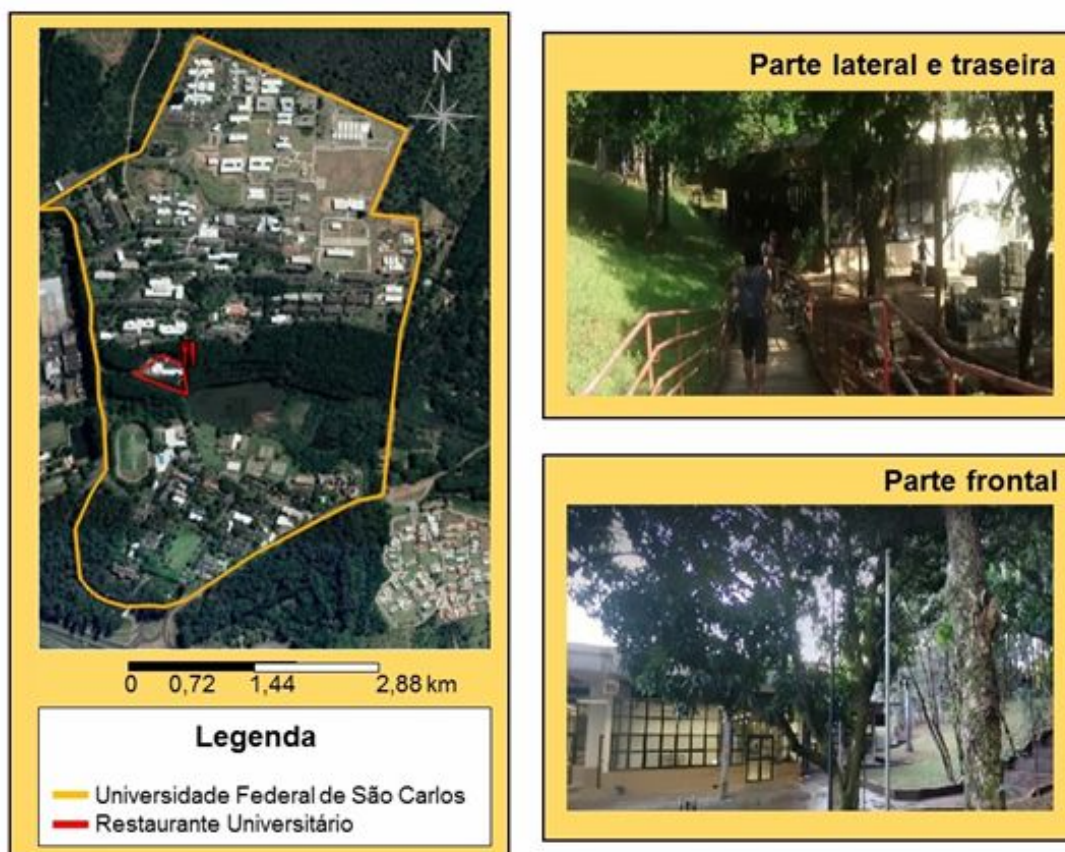 N
0 0,72 1,44 2,88 km
Legenda
Universidade Federal de São Carlos
Restaurante Universitário
Parte lateral e traseira
Parte frontal